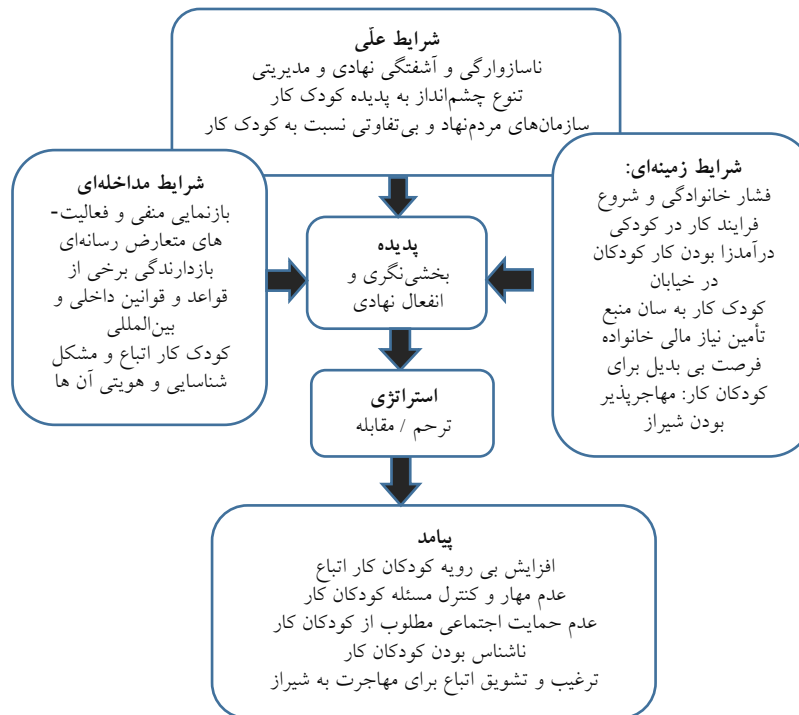 شرایط علّی
ناسازوارگی و آشفتگی نهادی و مدیریتی
تنوع چشم‌انداز به پدیده کودک کار
سازمان‌های مردم‌نهاد و بی‌تفاوتی نسبت به کودک کار
شرایط زمینه‌ای:
فشار خانوادگی و شروع
فرایند کار در کودکی
درآمدزا بودن کار کودکان
در خیابان
کودک کار به سان منبع
تأمین نیاز مالی خانواده
فرصت بی بدیل برای
کودکان کار: مهاجرپذیر
بودن شیراز
پدیده
بخشی‌نگری و
انفعال نهادی
شرایط مداخله‌ای
بازنمایی منفی و فعالیت-
های متعارض رسانه‌ای
بازدارندگی برخی از
قواعد و قوانین داخلی و
بین‌المللی
کودک کار اتباع و مشکل
شناسایی و هویتی آن ها
استراتژی
ترحم / مقابله
پیامد
افزایش بی رویه کودکان کار اتباع
عدم مهار و کنترل مسئله کودکان کار
عدم حمایت اجتماعی مطلوب از کودکان کار
ناشناس بودن کودکان کار
ترغیب و تشویق اتباع برای مهاجرت به شیراز